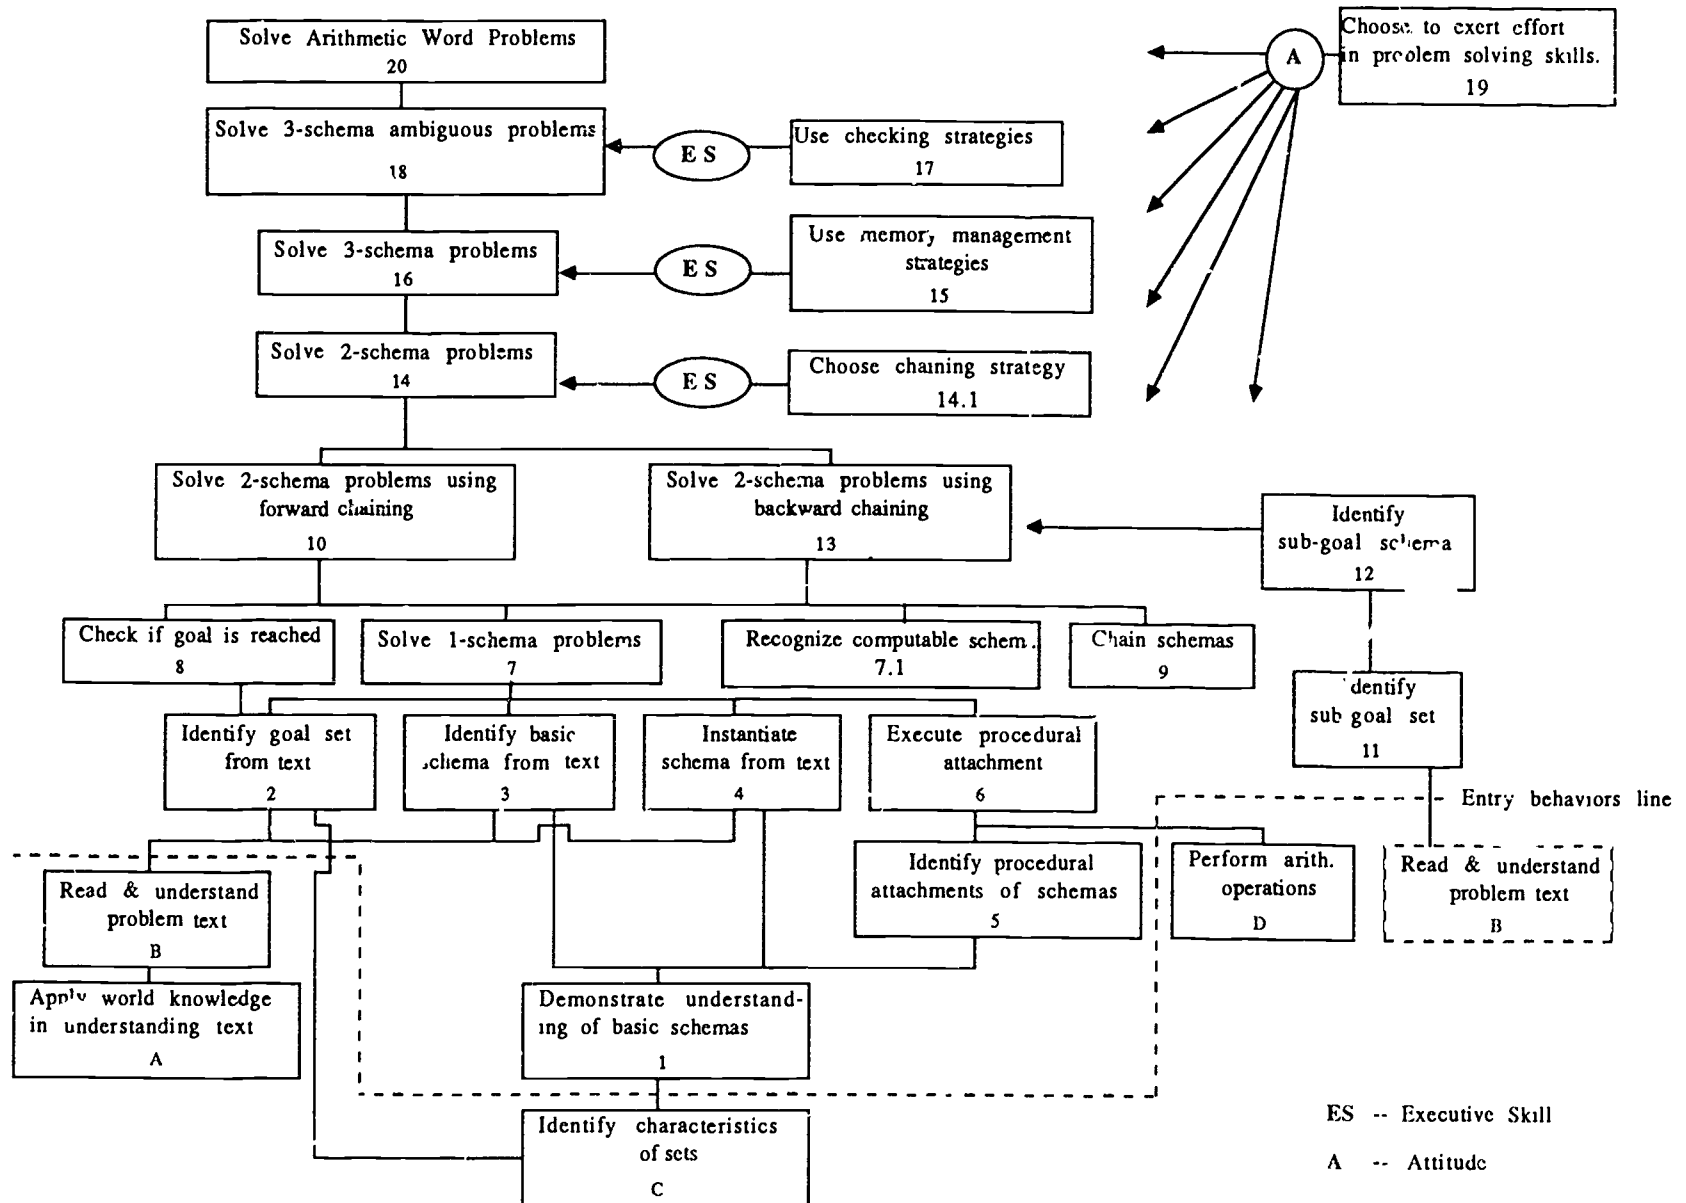 Solve Arithmetic Word Problems
20
Choose to exert effort
in problem solving skills.
19
A
Solve 3-schema ambiguous problems
18
ES
Use checking strategies
17
Solve 3-schema problems
16
ES
Use memory management
strategies
15
Solve 2-schema problems
14
ES
Choose chaining strategy
14.1
Solve 2-schema problems using
forward chaining
10
Solve 2-schema problems using
backward chaining
13
Identify
sub-goal schema
12
Check if goal is reached
8
Solve 1-schema problems
7
Recognize computable schem.
7.1
Chain schemas
9
Identify
sub goal set
11
Identify goal set
from text
2
Identify basic
schema from text
3
Instantiate
schema from text
4
Execute procedural
attachment
6
Entry behaviors line
Read & understand
problem text
B
Identify procedural
attachments of schemas
5
Perform arith.
operations
D
Read & understand
problem text
B
Apply world knowledge
in understanding text
A
Demonstrate understand-
ing of basic schemas
1
Identify characteristics
of sets
C
ES -- Executive Skill
A -- Attitude